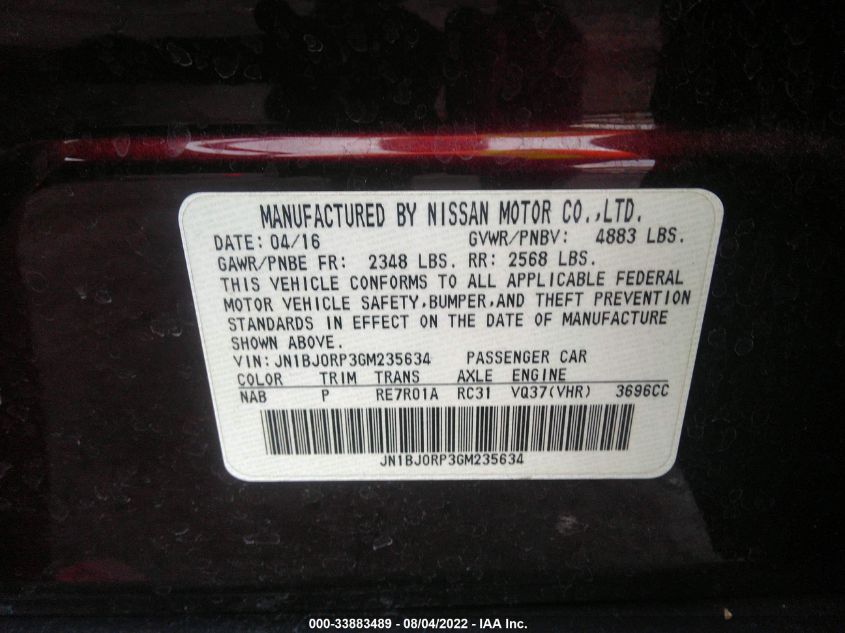 MANUFACTURED BY NISSAN MOTOR CO.,LTD.
DATE: 04/16 GVWR/PNBV: 4883 LBS.
GAWR/PNBE FR: 2348 LBS. RR: 2568 LBS.
THIS VEHICLE CONFORMS TO ALL APPLICABLE FEDERAL
MOTOR VEHICLE SAFETY,BUMPER,AND THEFT PREVENTION
STANDARDS IN EFFECT ON THE DATE OF MANUFACTURE
SHOWN ABOVE.
VIN: JN1BJ0RP3GM235634 PASSENGER CAR
COLOR TRIM TRANS AXLE ENGINE
NAB P RE7R01A RC31 VQ37(VHR) 3696CC
JN1BJ0RP3GM235634
000-33883489 - 08/04/2022 - IAA Inc.